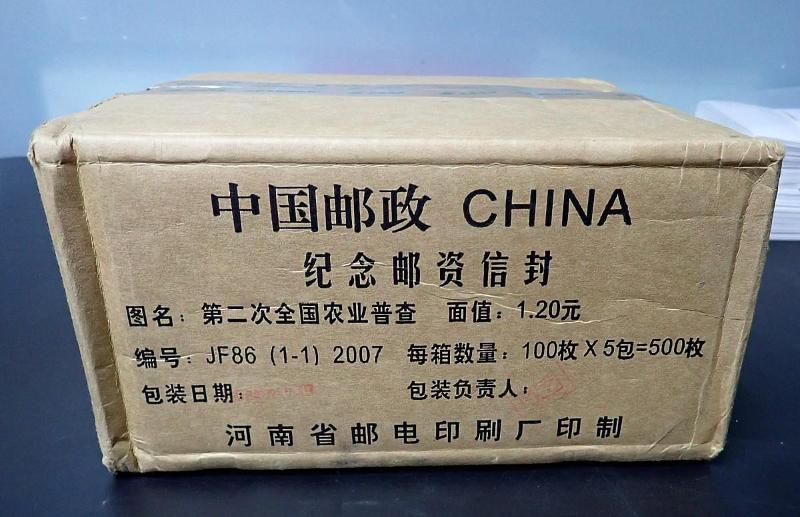 中国邮政 CHINA
纪念邮资信封
图名：第二次全国农业普查 面值：1.20元
编号：JF86 (1-1) 2007 每箱数量：100枚X5包=500枚
包装日期： 包装负责人：
河南省邮电印刷厂印制